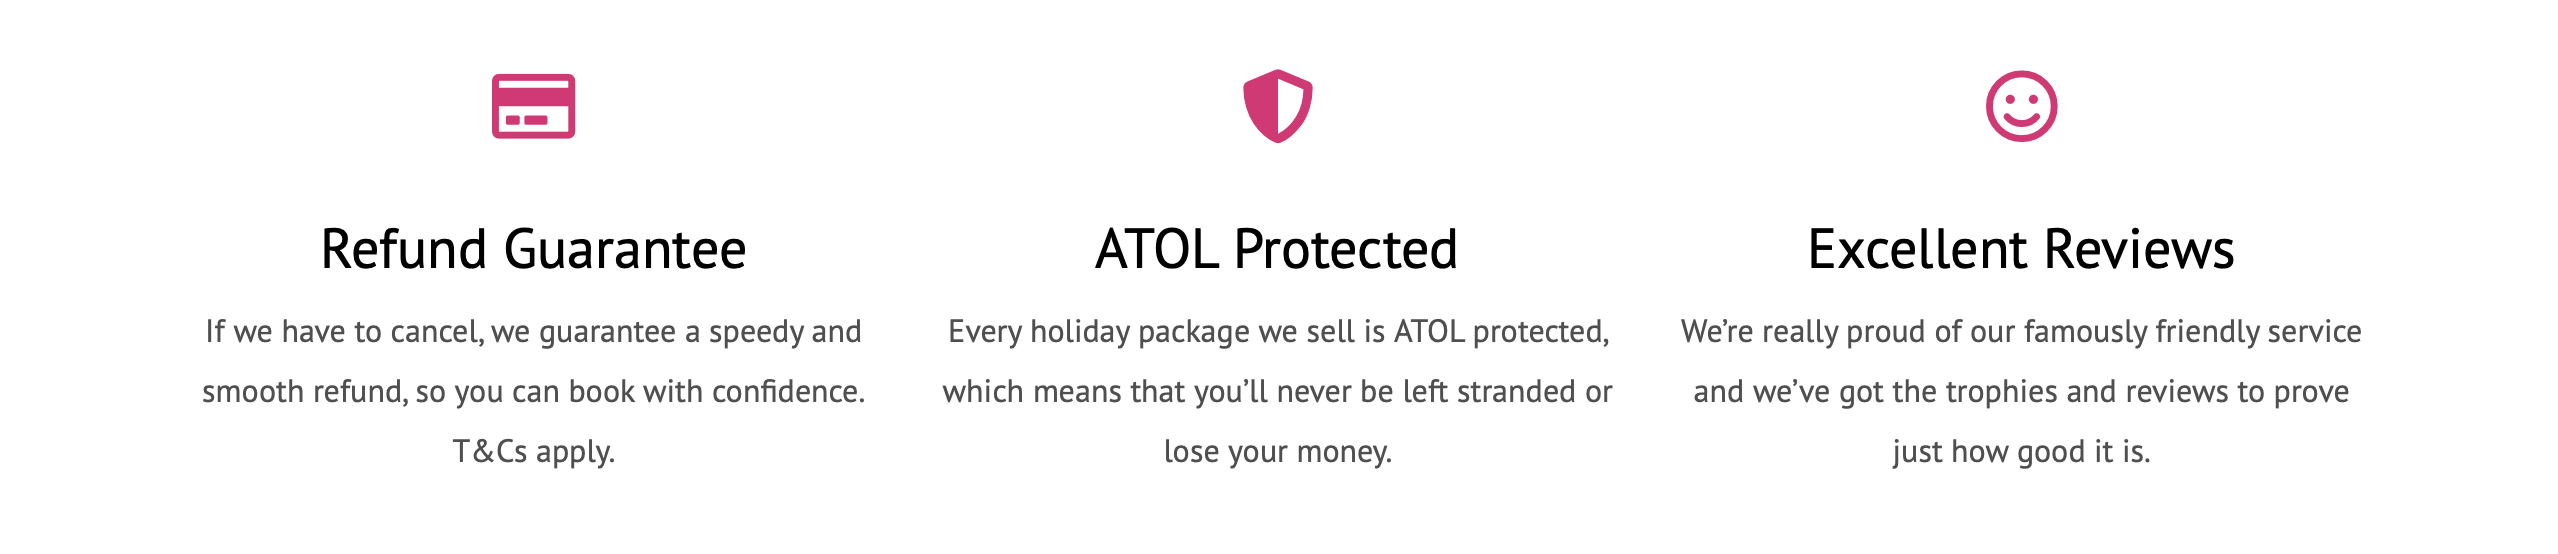 Refund Guarantee
If we have to cancel, we guarantee a speedy and
smooth refund, so you can book with confidence.
T&Cs apply.
ATOL Protected
Every holiday package we sell is ATOL protected,
which means that you’ll never be left stranded or
lose your money.
Excellent Reviews
We’re really proud of our famously friendly service
and we’ve got the trophies and reviews to prove
just how good it is.